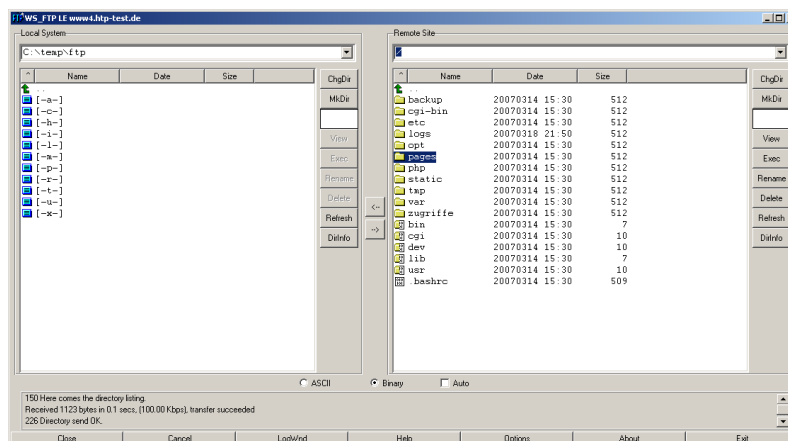 WS_FTP LE www4.htp-test.de
Local System
C:\temp\ftp
^ Name Date Size
..
[-a-]
[-c-]
[-h-]
[-i-]
[-l-]
[-m-]
[-p-]
[-r-]
[-t-]
[-u-]
[-x-]
ChgDir
MkDir
View
Exec
Rename
Delete
Refresh
DirInfo
<--
-->
Remote Site
/
^ Name Date Size
..
backup 20070314 15:30 512
cgi-bin 20070314 15:30 512
etc 20070314 15:30 512
logs 20070318 21:50 512
opt 20070314 15:30 512
pages 20070314 15:30 512
php 20070314 15:30 512
static 20070314 15:30 512
tmp 20070314 15:30 512
var 20070314 15:30 512
zugriffe 20070314 15:30 512
bin 20070314 15:30 7
cgi 20070314 15:30 10
dev 20070314 15:30 10
lib 20070314 15:30 7
usr 20070314 15:30 10
.bashrc 20070314 15:30 509
ChgDir
MkDir
View
Exec
Rename
Delete
Refresh
DirInfo
ASCII Binary Auto
150 Here comes the directory listing.
Received 1123 bytes in 0.1 secs, (100.00 Kbps), transfer succeeded
226 Directory send OK.
Close Cancel LogWnd Help Options About Exit